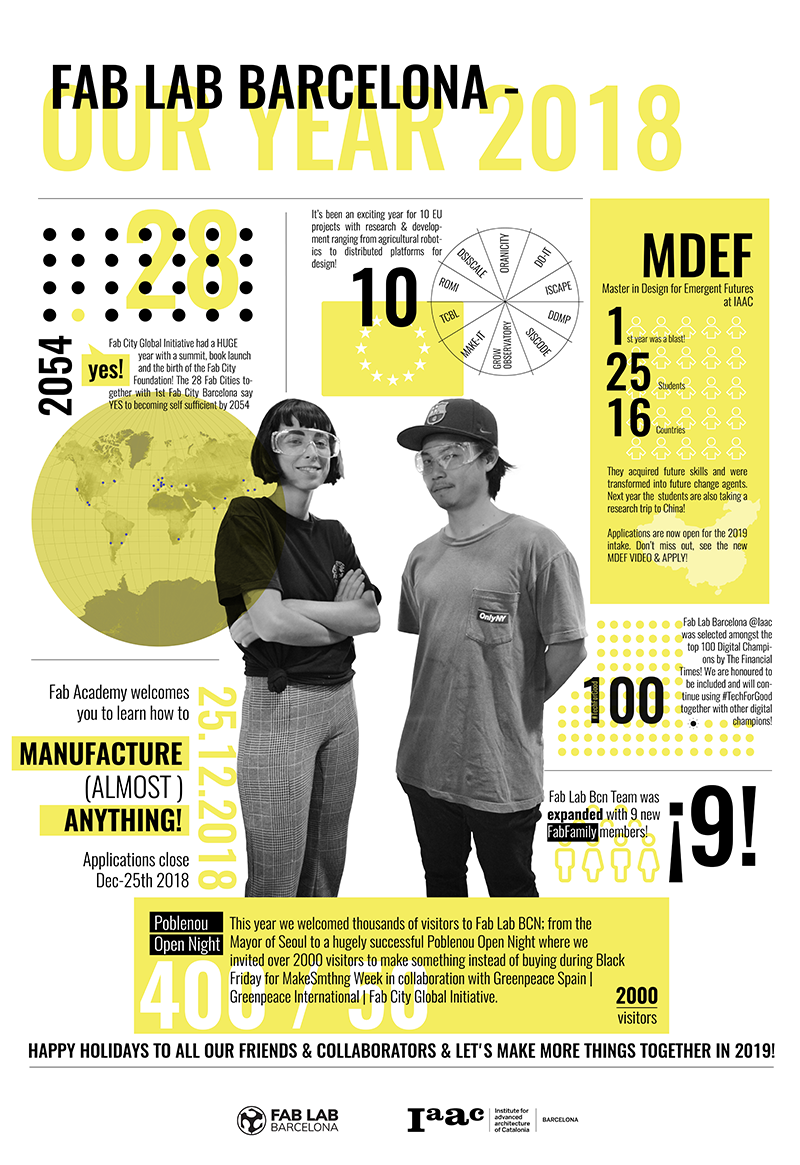 FAB LAB BARCELONA -
OUR YEAR 2018
28
2054
yes!
Fab City Global Initiative had a HUGE
year with a summit, book launch
and the birth of the Fab City
Foundation! The 28 Fab Cities to-
gether with 1st Fab City Barcelona say
YES to becoming self sufficient by 2054
It's been an exciting year for 10 EU
projects with research & develop-
ment ranging from agricultural robot-
ics to distributed platforms for
design!
10
ORANICITY
DO-IT
ISCAPE
DDMP
SISCODE
GROW
OBSERVATORY
MAKE-IT
TCBL
ROMI
DSISCALE
MDEF
Master in Design for Emergent Futures
at IAAC
1
st year was a blast!
25
Students
16
Countries
They acquired future skills and were
transformed into future change agents.
Next year the students are also taking a
research trip to China!
Applications are now open for the 2019
intake. Don't miss out, see the new
MDEF VIDEO & APPLY!
OnlyNY
Fab Lab Barcelona @Iaac
was selected amongst the
top 100 Digital Champi-
ons by The Financial
Times! We are honoured to
be included and will con-
tinue using #TechForGood
together with other digital
champions!
#TechForGood
100
Fab Academy welcomes
you to learn how to
MANUFACTURE
(ALMOST )
ANYTHING!
Applications close
Dec-25th 2018
25.12.2018
Fab Lab Bcn Team was
expanded with 9 new
FabFamily members!
¡9!
Poblenou
Open Night
This year we welcomed thousands of visitors to Fab Lab BCN; from the
Mayor of Seoul to a hugely successful Poblenou Open Night where we
invited over 2000 visitors to make something instead of buying during Black
Friday for MakeSmthng Week in collaboration with Greenpeace Spain |
Greenpeace International | Fab City Global Initiative.
400 / 50
2000
visitors
HAPPY HOLIDAYS TO ALL OUR FRIENDS & COLLABORATORS & LET'S MAKE MORE THINGS TOGETHER IN 2019!
FAB LAB
BARCELONA
Iaac
Institute for
advanced
architecture
of Catalonia
BARCELONA